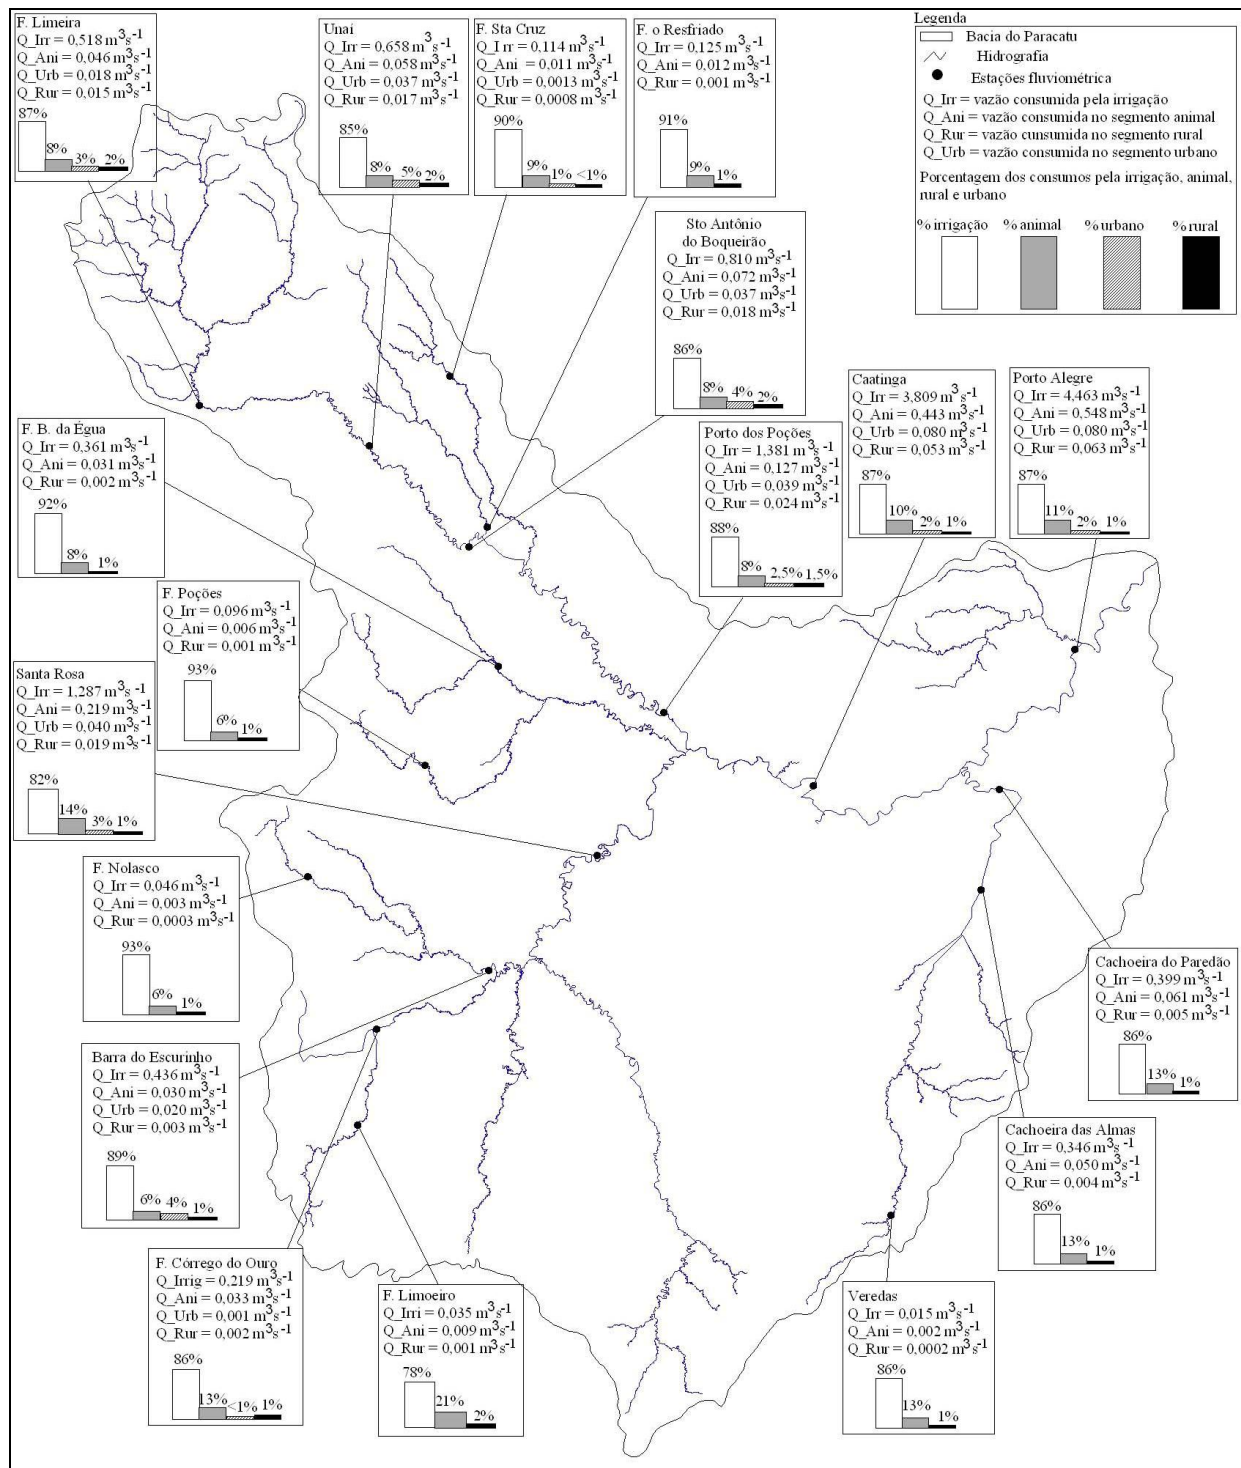 F. Limeira
Q_Irr = 0,518 m³s⁻¹
Q_Ani = 0,046 m³s⁻¹
Q_Urb = 0,018 m³s⁻¹
Q_Rur = 0,015 m³s⁻¹
87%
8%
3%
2%
Unaí
Q_Irr = 0,658 m³s⁻¹
Q_Ani = 0,058 m³s⁻¹
Q_Urb = 0,037 m³s⁻¹
Q_Rur = 0,017 m³s⁻¹
85%
8%
5%
2%
F. Sta Cruz
Q_I rr = 0,114 m³s⁻¹
Q_Ani = 0,011 m³s⁻¹
Q_Urb = 0,0013 m³s⁻¹
Q_Rur = 0,0008 m³s⁻¹
90%
9%
1%
<1%
F. o Resfriado
Q_Irr = 0,125 m³s⁻¹
Q_Ani = 0,012 m³s⁻¹
Q_Rur = 0,001 m³s⁻¹
91%
9%
1%
Legenda
Bacia do Paracatu
Hidrografia
Estações fluviométrica
Q_Irr = vazão consumida pela irrigação
Q_Ani = vazão consumida no segmento animal
Q_Rur = vazão cunsumida no segmento rural
Q_Urb = vazão consumida no segmento urbano
Porcentagem dos consumos pela irrigação, animal,
rural e urbano
% irrigação % animal % urbano % rural
Sto Antônio
do Boqueirão
Q_Irr = 0,810 m³s⁻¹
Q_Ani = 0,072 m³s⁻¹
Q_Urb = 0,037 m³s⁻¹
Q_Rur = 0,018 m³s⁻¹
86%
8%
4%
2%
Caatinga
Q_Irr = 3,809 m³s⁻¹
Q_Ani = 0,443 m³s⁻¹
Q_Urb = 0,080 m³s⁻¹
Q_Rur = 0,053 m³s⁻¹
87%
10%
2%
1%
Porto Alegre
Q_Irr = 4,463 m³s⁻¹
Q_Ani = 0,548 m³s⁻¹
Q_Urb = 0,080 m³s⁻¹
Q_Rur = 0,063 m³s⁻¹
87%
11%
2%
1%
F. B. da Égua
Q_Irr = 0,361 m³s⁻¹
Q_Ani = 0,031 m³s⁻¹
Q_Rur = 0,002 m³s⁻¹
92%
8%
1%
Porto dos Poções
Q_Irr = 1,381 m³s⁻¹
Q_Ani = 0,127 m³s⁻¹
Q_Urb = 0,039 m³s⁻¹
Q_Rur = 0,024 m³s⁻¹
88%
8%
2,5%
1,5%
F. Poções
Q_Irr = 0,096 m³s⁻¹
Q_Ani = 0,006 m³s⁻¹
Q_Rur = 0,001 m³s⁻¹
93%
6%
1%
Santa Rosa
Q_Irr = 1,287 m³s⁻¹
Q_Ani = 0,219 m³s⁻¹
Q_Urb = 0,040 m³s⁻¹
Q_Rur = 0,019 m³s⁻¹
82%
14%
3%
1%
F. Nolasco
Q_Irr = 0,046 m³s⁻¹
Q_Ani = 0,003 m³s⁻¹
Q_Rur = 0,0003 m³s⁻¹
93%
6%
1%
Cachoeira do Paredão
Q_Irr = 0,399 m³s⁻¹
Q_Ani = 0,061 m³s⁻¹
Q_Rur = 0,005 m³s⁻¹
86%
13%
1%
Barra do Escurinho
Q_Irr = 0,436 m³s⁻¹
Q_Ani = 0,030 m³s⁻¹
Q_Urb = 0,020 m³s⁻¹
Q_Rur = 0,003 m³s⁻¹
89%
6%
4%
1%
Cachoeira das Almas
Q_Irr = 0,346 m³s⁻¹
Q_Ani = 0,050 m³s⁻¹
Q_Rur = 0,004 m³s⁻¹
86%
13%
1%
F. Córrego do Ouro
Q_Irrig = 0,219 m³s⁻¹
Q_Ani = 0,033 m³s⁻¹
Q_Urb = 0,001 m³s⁻¹
Q_Rur = 0,002 m³s⁻¹
86%
13%
<1%
1%
F. Limoeiro
Q_Irri = 0,035 m³s⁻¹
Q_Ani = 0,009 m³s⁻¹
Q_Rur = 0,001 m³s⁻¹
78%
21%
2%
Veredas
Q_Irr = 0,015 m³s⁻¹
Q_Ani = 0,002 m³s⁻¹
Q_Rur = 0,0002 m³s⁻¹
86%
13%
1%